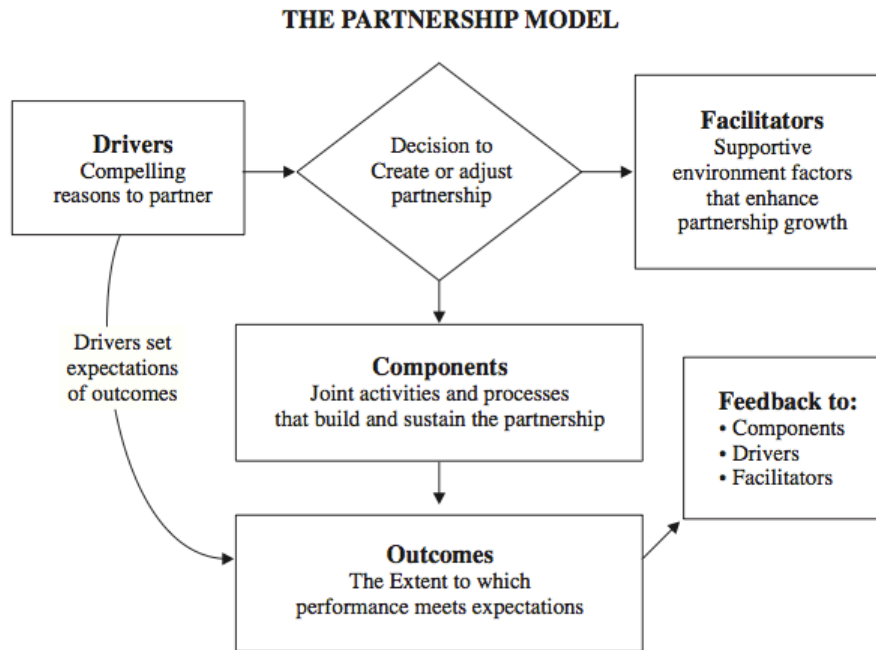 THE PARTNERSHIP MODEL
Drivers
Compelling
reasons to partner
Decision to
Create or adjust
partnership
Facilitators
Supportive
environment factors
that enhance
partnership growth
Drivers set
expectations
of outcomes
Components
Joint activities and processes
that build and sustain the partnership
Feedback to:
• Components
• Drivers
• Facilitators
Outcomes
The Extent to which
performance meets expectations